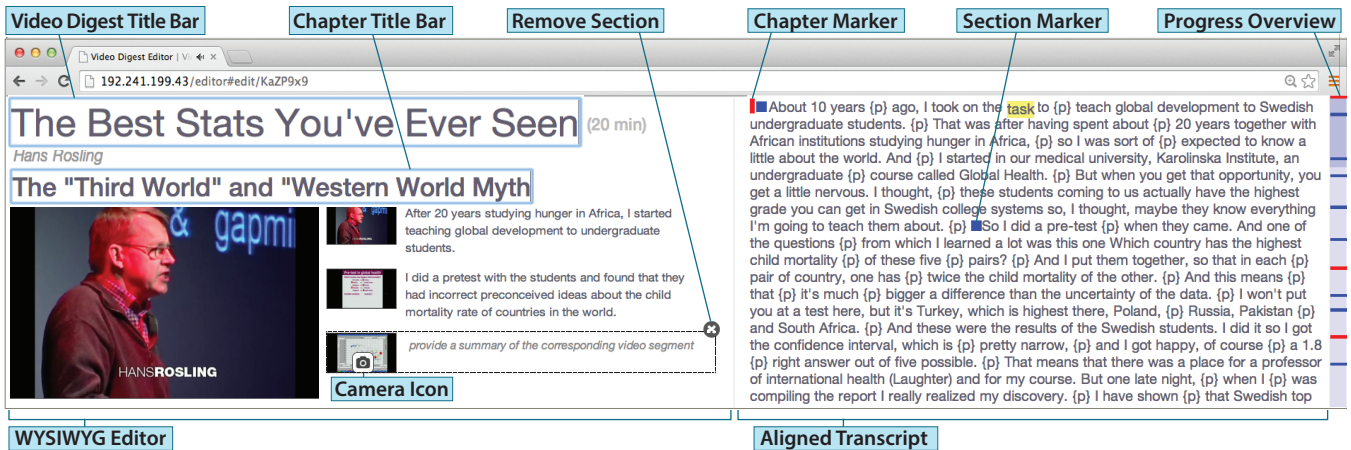 Video Digest Title Bar
Chapter Title Bar
Remove Section
Chapter Marker
Section Marker
Progress Overview
Video Digest Editor | Vi
192.241.199.43/editor#edit/KaZP9x9
The Best Stats You've Ever Seen (20 min)
Hans Rosling
The "Third World" and "Western World Myth
& gapmi
HANSROSLING
After 20 years studying hunger in Africa, I started
teaching global development to undergraduate
students.
I did a pretest with the students and found that they
had incorrect preconceived ideas about the child
mortality rate of countries in the world.
provide a summary of the corresponding video segment
Camera Icon
About 10 years {p} ago, I took on the task to {p} teach global development to Swedish
undergraduate students. {p} That was after having spent about {p} 20 years together with
African institutions studying hunger in Africa, {p} so I was sort of {p} expected to know a
little about the world. And {p} I started in our medical university, Karolinska Institute, an
undergraduate {p} course called Global Health. {p} But when you get that opportunity, you
get a little nervous. I thought, {p} these students coming to us actually have the highest
grade you can get in Swedish college systems so, I thought, maybe they know everything
I'm going to teach them about. {p} So I did a pre-test {p} when they came. And one of
the questions {p} from which I learned a lot was this one Which country has the highest
child mortality {p} of these five {p} pairs? {p} And I put them together, so that in each {p}
pair of country, one has {p} twice the child mortality of the other. {p} And this means {p}
that {p} it's much {p} bigger a difference than the uncertainty of the data. {p} I won't put
you at a test here, but it's Turkey, which is highest there, Poland, {p} Russia, Pakistan {p}
and South Africa. {p} And these were the results of the Swedish students. I did it so I got
the confidence interval, which is {p} pretty narrow, {p} and I got happy, of course {p} a 1.8
{p} right answer out of five possible. {p} That means that there was a place for a professor
of international health (Laughter) and for my course. But one late night, {p} when I {p} was
compiling the report I really realized my discovery. {p} I have shown {p} that Swedish top
WYSIWYG Editor
Aligned Transcript